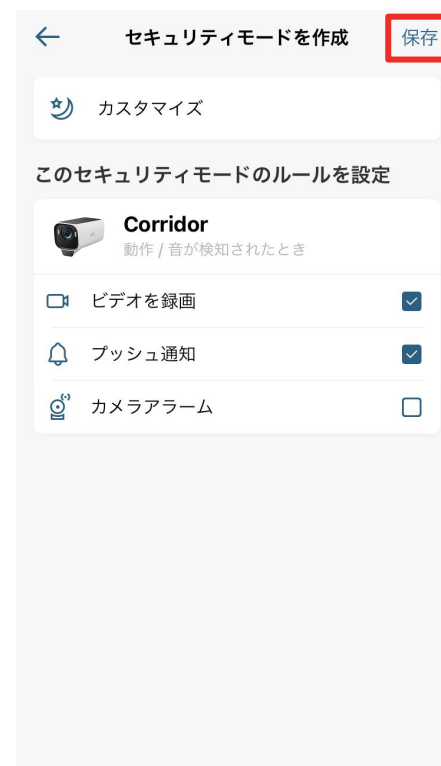 セキュリティモードを作成
保存
カスタマイズ
このセキュリティモードのルールを設定
Corridor
動作 / 音が検知されたとき
ビデオを録画
プッシュ通知
カメラアラーム